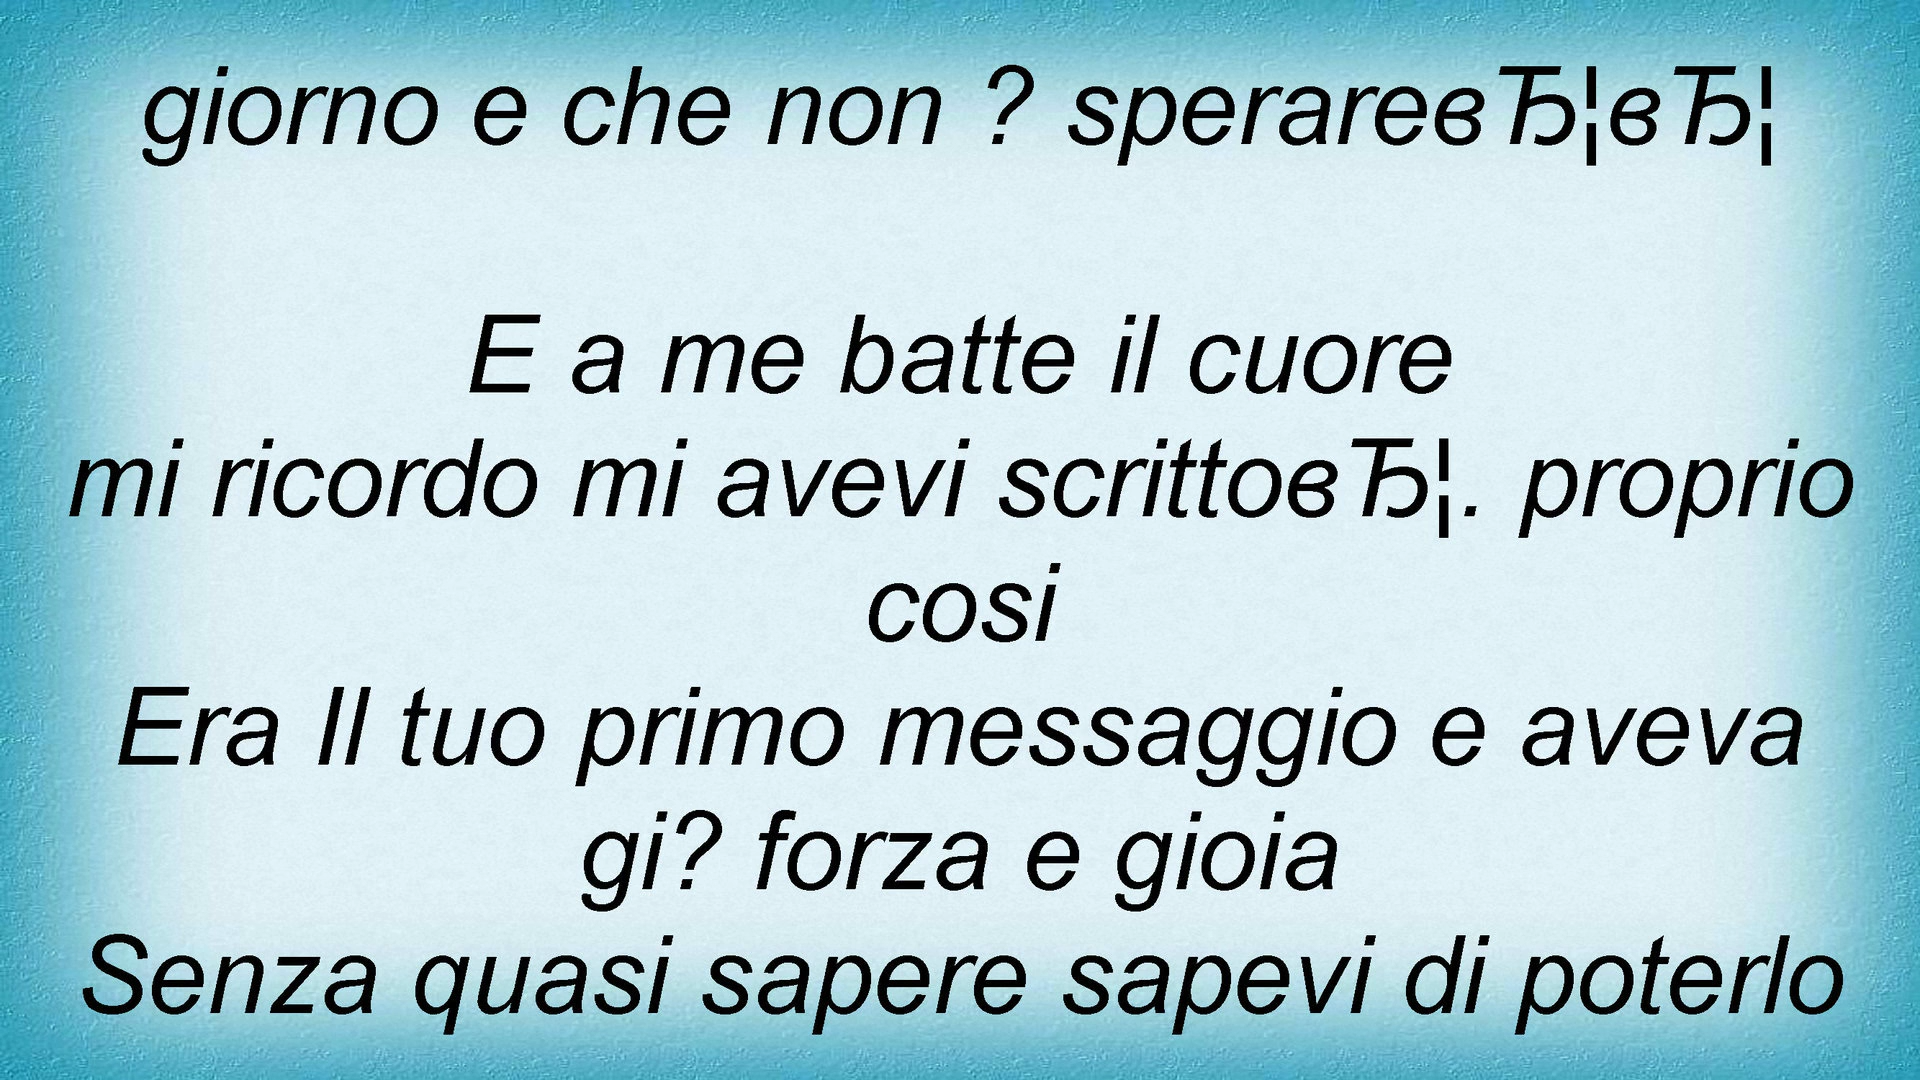 giorno e che non ? sperareвЂ¦вЂ¦
E a me batte il cuore
mi ricordo mi avevi scrittoвЂ¦. proprio
cosi
Era Il tuo primo messaggio e aveva
gi? forza e gioia
Senza quasi sapere sapevi di poterlo